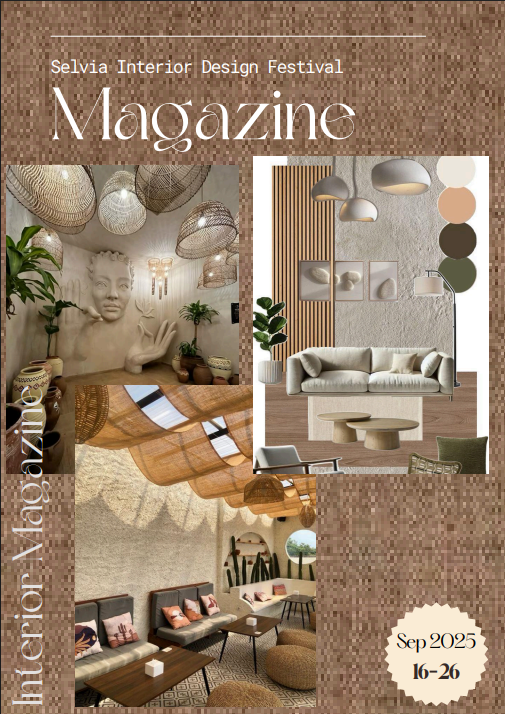 Selvia Interior Design Festival
Magazine
Interior Magazine
Sep 2025
16-26